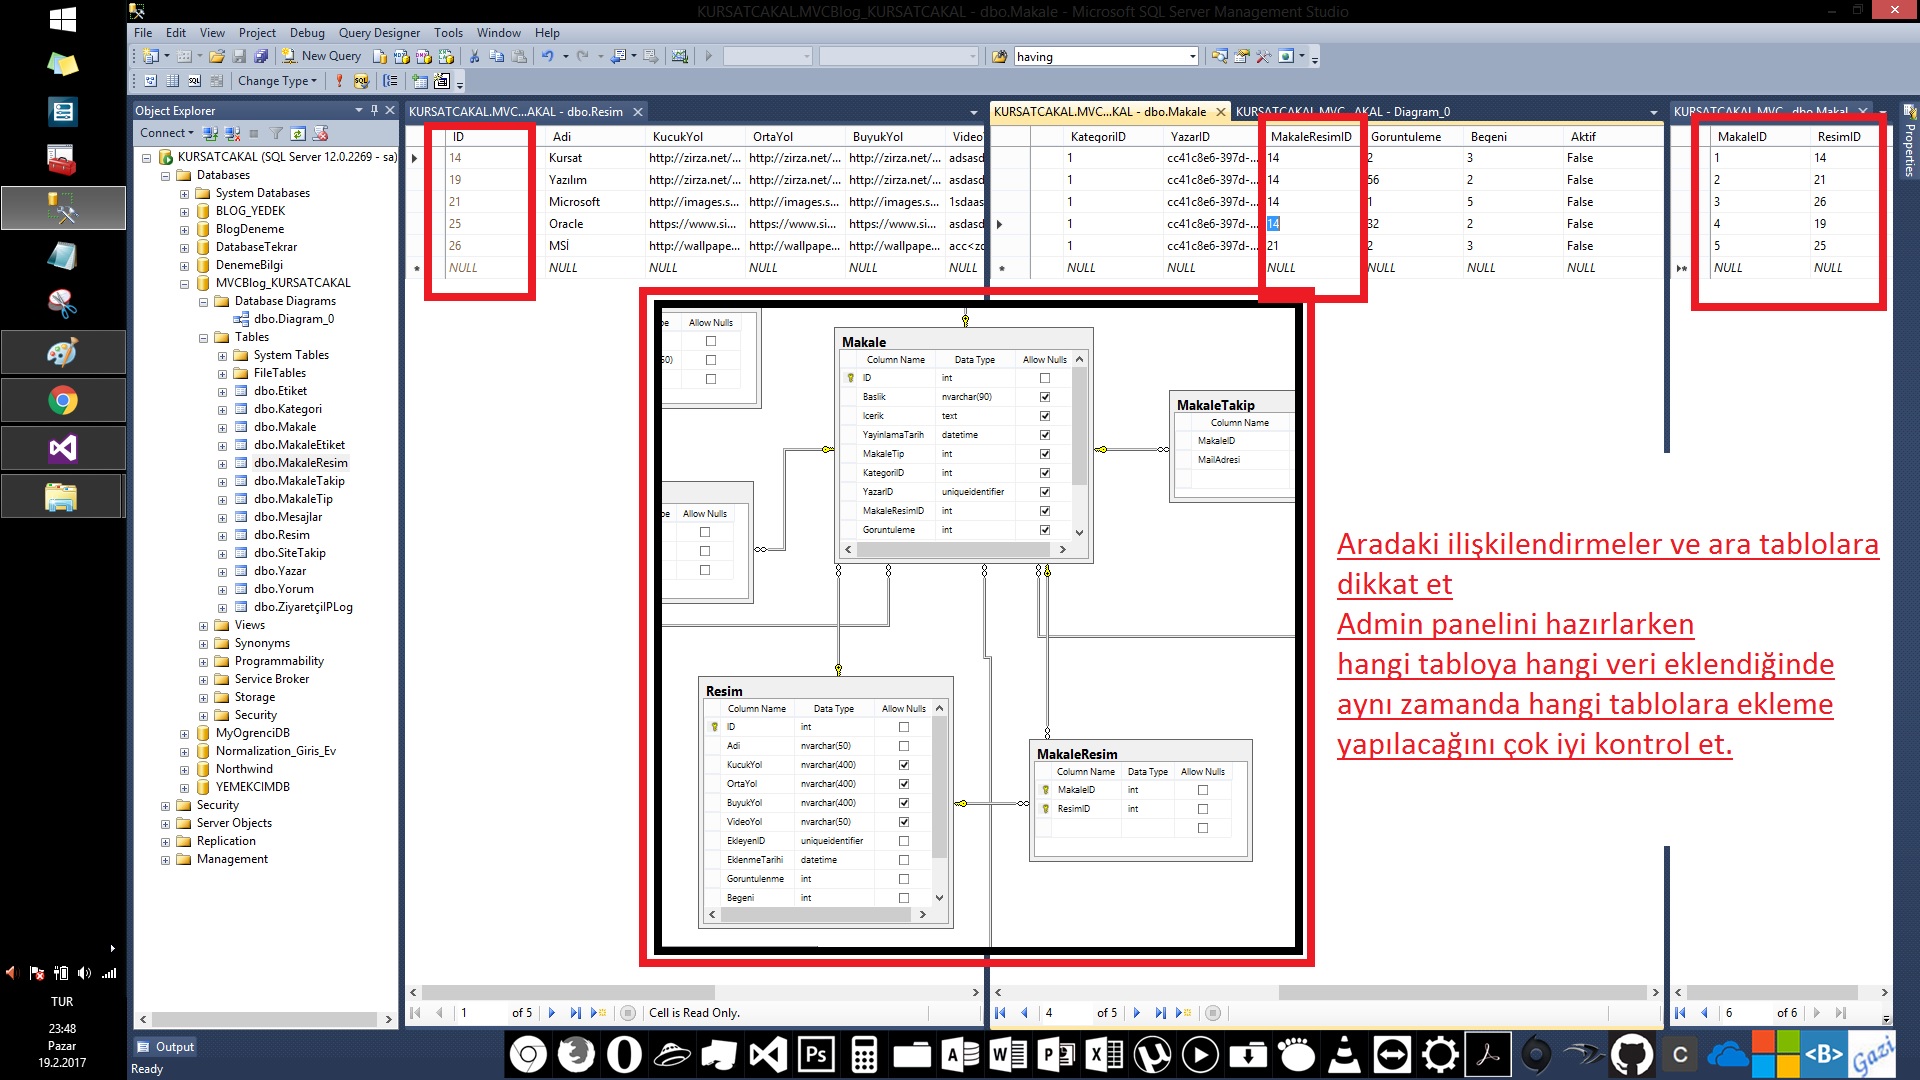 KURSATCAKAL.MVCBlog_KURSATCAKAL - dbo.Makale - Microsoft SQL Server Management Studio
File Edit View Project Debug Query Designer Tools Window Help
New Query having
Change Type
Object Explorer
Connect
KURSATCAKAL (SQL Server 12.0.2269 - sa)
Databases
System Databases
BLOG_YEDEK
BlogDeneme
DatabaseTekrar
DenemeBilgi
MVCBlog_KURSATCAKAL
Database Diagrams
dbo.Diagram_0
Tables
System Tables
FileTables
dbo.Etiket
dbo.Kategori
dbo.Makale
dbo.MakaleEtiket
dbo.MakaleResim
dbo.MakaleTakip
dbo.MakaleTip
dbo.Mesajlar
dbo.Resim
dbo.SiteTakip
dbo.Yazar
dbo.Yorum
dbo.ZiyaretçiIPLog
Views
Synonyms
Programmability
Service Broker
Storage
Security
MyOgrenciDB
Normalization_Giris_Ev
Northwind
YEMEKCIMDB
Security
Server Objects
Replication
Management
KURSATCAKAL.MVC...AKAL - dbo.Resim
ID Adi KucukYol OrtaYol BuyukYol Video
14 Kursat http://zirza.net/... http://zirza.net/... http://zirza.net/... adsasd
19 Yazılım http://zirza.net/... http://zirza.net/... http://zirza.net/... asdasd
21 Microsoft http://images.s... http://images.s... http://images.s... 1sdaas
25 Oracle https://www.si... https://www.si... https://www.si... asdasd
26 MSİ http://wallpape... http://wallpape... http://wallpape... acc<zc
NULL NULL NULL NULL NULL NULL
KURSATCAKAL.MVC...KAL - dbo.Makale KURSATCAKAL.MVC...AKAL - Diagram_0
KategoriID YazarID MakaleResimID Goruntuleme Begeni Aktif
1 cc41c8e6-397d-... 14 2 3 False
1 cc41c8e6-397d-... 14 56 2 False
1 cc41c8e6-397d-... 14 1 5 False
1 cc41c8e6-397d-... 14 32 2 False
1 cc41c8e6-397d-... 21 2 3 False
NULL NULL NULL NULL NULL NULL
KURSATCAKAL.MVC...dbo.Makal
MakaleID ResimID
1 14
2 21
3 26
4 19
5 25
NULL NULL
Properties
Allow Nulls
Allow Nulls
Makale
Column Name Data Type Allow Nulls
ID int
Baslik nvarchar(90)
Icerik text
YayinlamaTarih datetime
MakaleTip int
KategoriID int
YazarID uniqueidentifier
MakaleResimID int
Goruntuleme int
MakaleTakip
Column Name
MakaleID
MailAdresi
Resim
Column Name Data Type Allow Nulls
ID int
Adi nvarchar(50)
KucukYol nvarchar(400)
OrtaYol nvarchar(400)
BuyukYol nvarchar(400)
VideoYol nvarchar(50)
EkleyenID uniqueidentifier
EklenmeTarihi datetime
Goruntulenme int
Begeni int
MakaleResim
Column Name Data Type Allow Nulls
MakaleID int
ResimID int
Aradaki ilişkilendirmeler ve ara tablolara
dikkat et
Admin panelini hazırlarken
hangi tabloya hangi veri eklendiğinde
aynı zamanda hangi tablolara ekleme
yapılacağını çok iyi kontrol et.
1 of 5 Cell is Read Only.
4 of 5
6 of 6
Output
Ready
TUR
23:48
Pazar
19.2.2017
Ps
C
<B>
Gazi